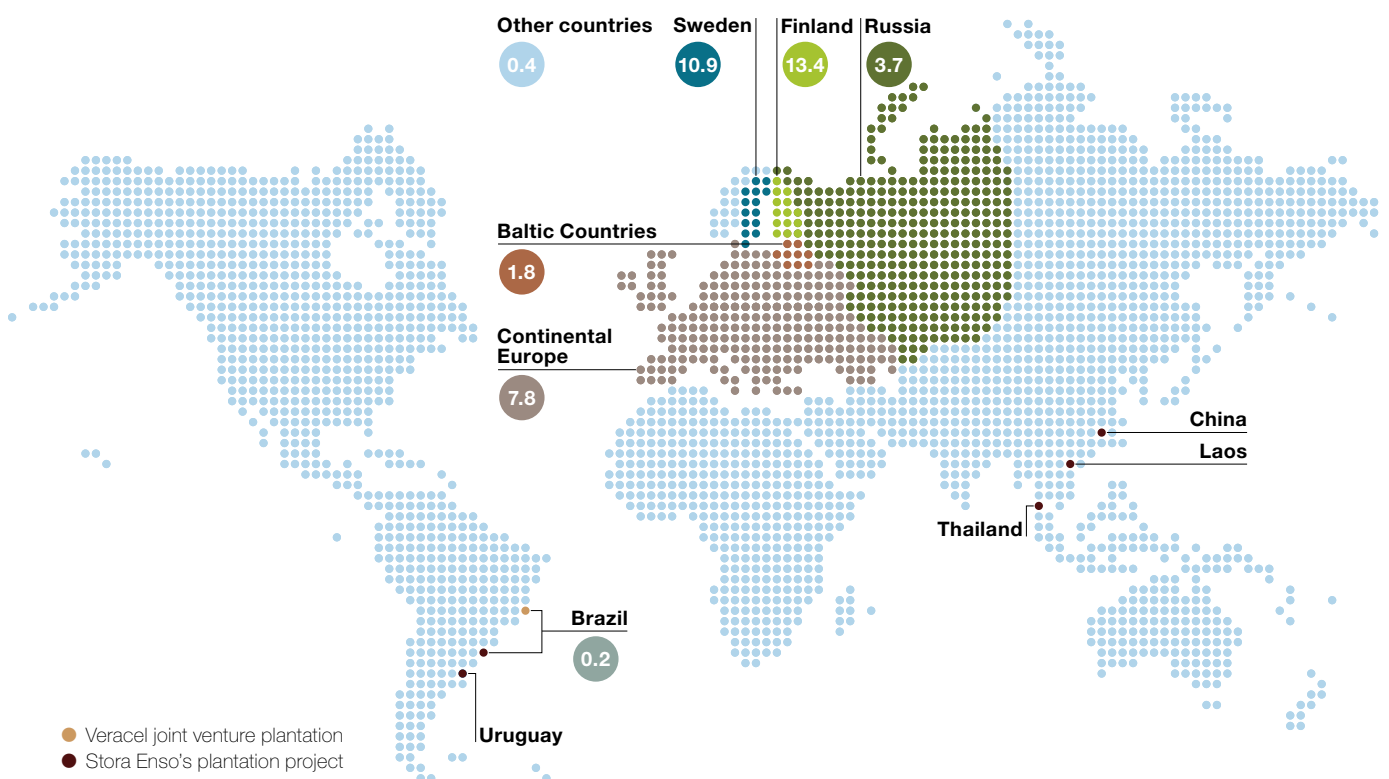 Other countries
0.4
Sweden
10.9
Finland
13.4
Russia
3.7
Baltic Countries
1.8
Continental
Europe
7.8
China
Laos
Thailand
Brazil
0.2
Uruguay
Veracel joint venture plantation
Stora Enso's plantation project